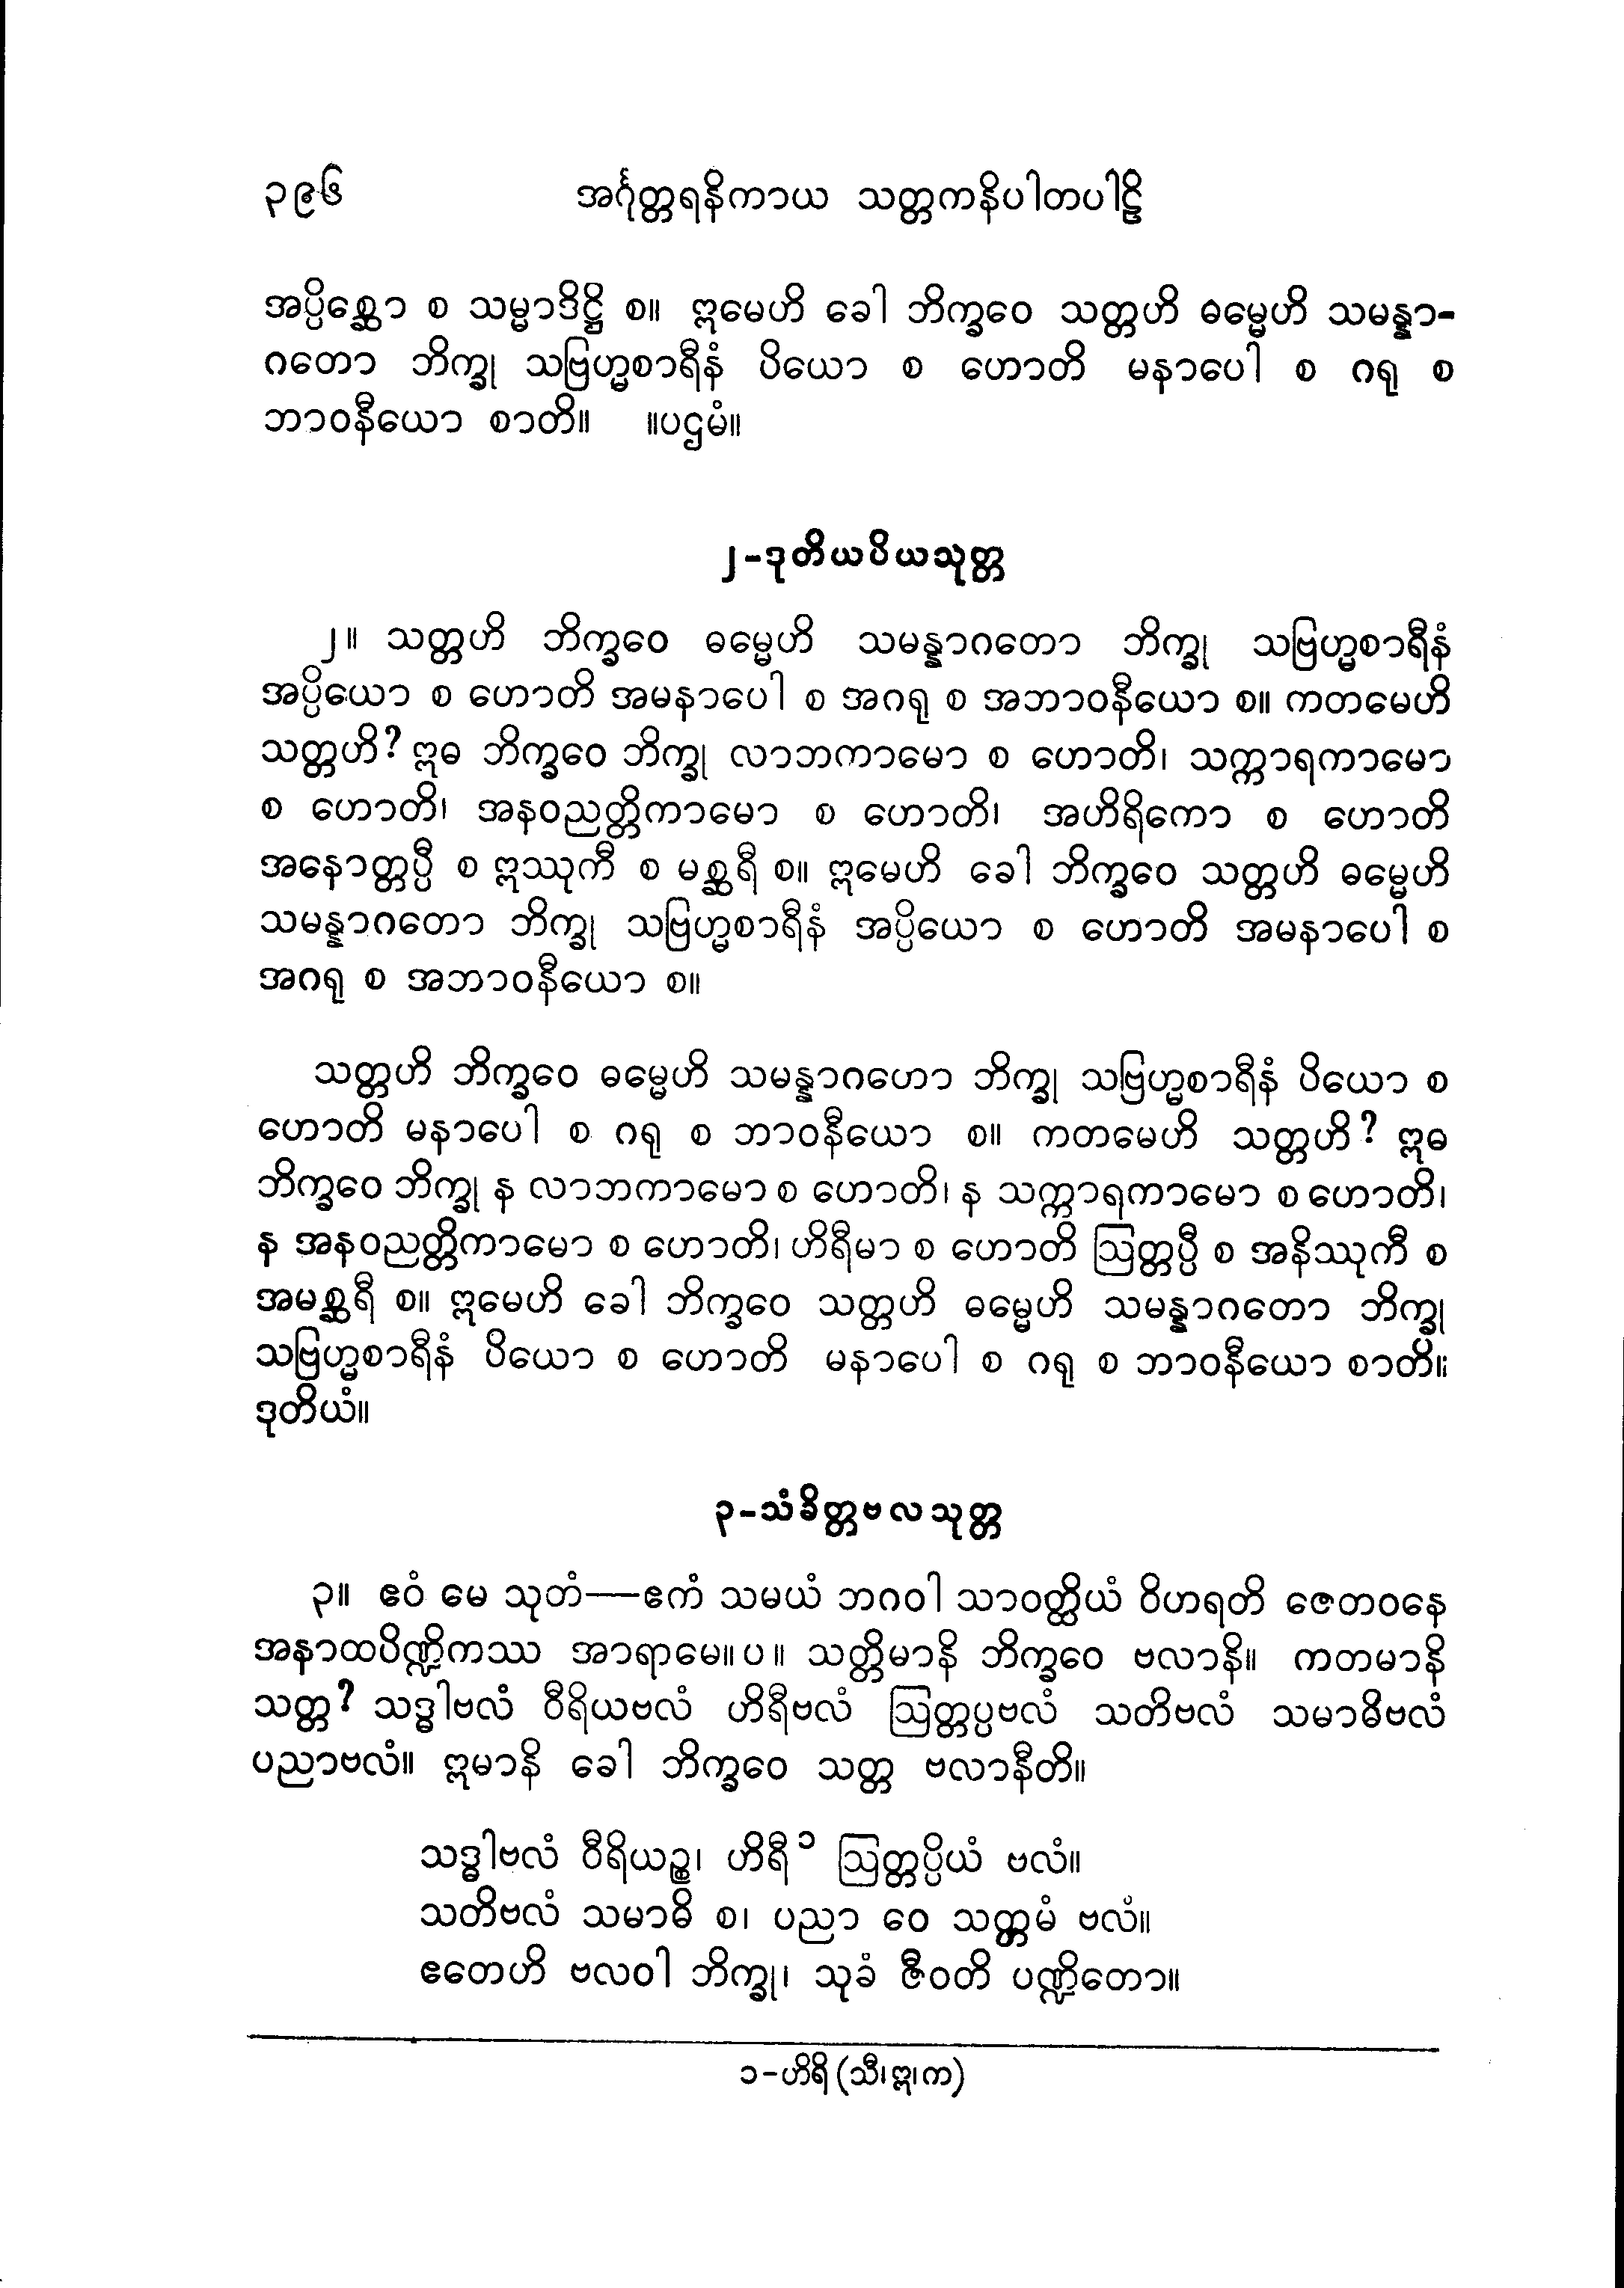 ၃၉၆ အင်္ဂုတ္တရနိကာယ သတ္တကနိပါတပါဠိ
အပ္ပိစ္ဆော စ သမ္မာဒိဋ္ဌိ စ။ ဣမေဟိ ခေါ ဘိက္ခဝေ သတ္တဟိ ဓမ္မေဟိ သမန္နာ-
ဂတော ဘိက္ခု သဗြဟ္မစာရီနံ ပိယော စ ဟောတိ မနာပေါ စ ဂရု စ
ဘာဝနီယော စာတိ။ ။ပဌမံ။
၂-ဒုတိယပိယသုတ္တ
၂။ သတ္တဟိ ဘိက္ခဝေ ဓမ္မေဟိ သမန္နာဂတော ဘိက္ခု သဗြဟ္မစာရီနံ
အပ္ပိယော စ ဟောတိ အမနာပေါ စ အဂရု စ အဘာဝနီယော စ။ ကတမေဟိ
သတ္တဟိ? ဣဓ ဘိက္ခဝေ ဘိက္ခု လာဘကာမော စ ဟောတိ၊ သက္ကာရကာမော
စ ဟောတိ၊ အနဝညတ္တိကာမော စ ဟောတိ၊ အဟိရိကော စ ဟောတိ
အနောတ္တပ္ပီ စ ဣဿုကီ စ မစ္ဆရီ စ။ ဣမေဟိ ခေါ ဘိက္ခဝေ သတ္တဟိ ဓမ္မေဟိ
သမန္နာဂတော ဘိက္ခု သဗြဟ္မစာရီနံ အပ္ပိယော စ ဟောတိ အမနာပေါ စ
အဂရု စ အဘာဝနီယော စ။
သတ္တဟိ ဘိက္ခဝေ ဓမ္မေဟိ သမန္နာဂဟော ဘိက္ခု သဗြဟ္မစာရီနံ ပိယော စ
ဟောတိ မနာပေါ စ ဂရု စ ဘာဝနီယော စ။ ကတမေဟိ သတ္တဟိ? ဣဓ
ဘိက္ခဝေ ဘိက္ခု န လာဘကာမော စ ဟောတိ၊ န သက္ကာရကာမော စ ဟောတိ၊
န အနဝညတ္တိကာမော စ ဟောတိ၊ ဟိရီမာ စ ဟောတိ ဩတ္တပ္ပီ စ အနိဿုကီ စ
အမစ္ဆရီ စ။ ဣမေဟိ ခေါ ဘိက္ခဝေ သတ္တဟိ ဓမ္မေဟိ သမန္နာဂတော ဘိက္ခု
သဗြဟ္မစာရီနံ ပိယော စ ဟောတိ မနာပေါ စ ဂရု စ ဘာဝနီယော စာတိ။
ဒုတိယံ။
၃-သံခိတ္တဗလသုတ္တ
၃။ ဧဝံ မေ သုတံ—ဧကံ သမယံ ဘဂဝါ သာဝတ္ထိယံ ဝိဟရတိ ဇေတဝနေ
အနာထပိဏ္ဍိကဿ အာရာမေ။ပ။ သတ္တိမာနိ ဘိက္ခဝေ ဗလာနိ။ ကတမာနိ
သတ္တ? သဒ္ဓါဗလံ ဝီရိယဗလံ ဟိရီဗလံ ဩတ္တပ္ပဗလံ သတိဗလံ သမာဓိဗလံ
ပညာဗလံ။ ဣမာနိ ခေါ ဘိက္ခဝေ သတ္တ ဗလာနီတိ။
သဒ္ဓါဗလံ ဝီရိယဉ္စ၊ ဟိရီ ၁ ဩတ္တပ္ပိယံ ဗလံ။
သတိဗလံ သမာဓိ စ၊ ပညာ ဝေ သတ္တမံ ဗလံ။
ဧတေဟိ ဗလဝါ ဘိက္ခု၊ သုခံ ဇီဝတိ ပဏ္ဍိတော။
၁-ဟိရိ (သီ၊ဣ၊က)